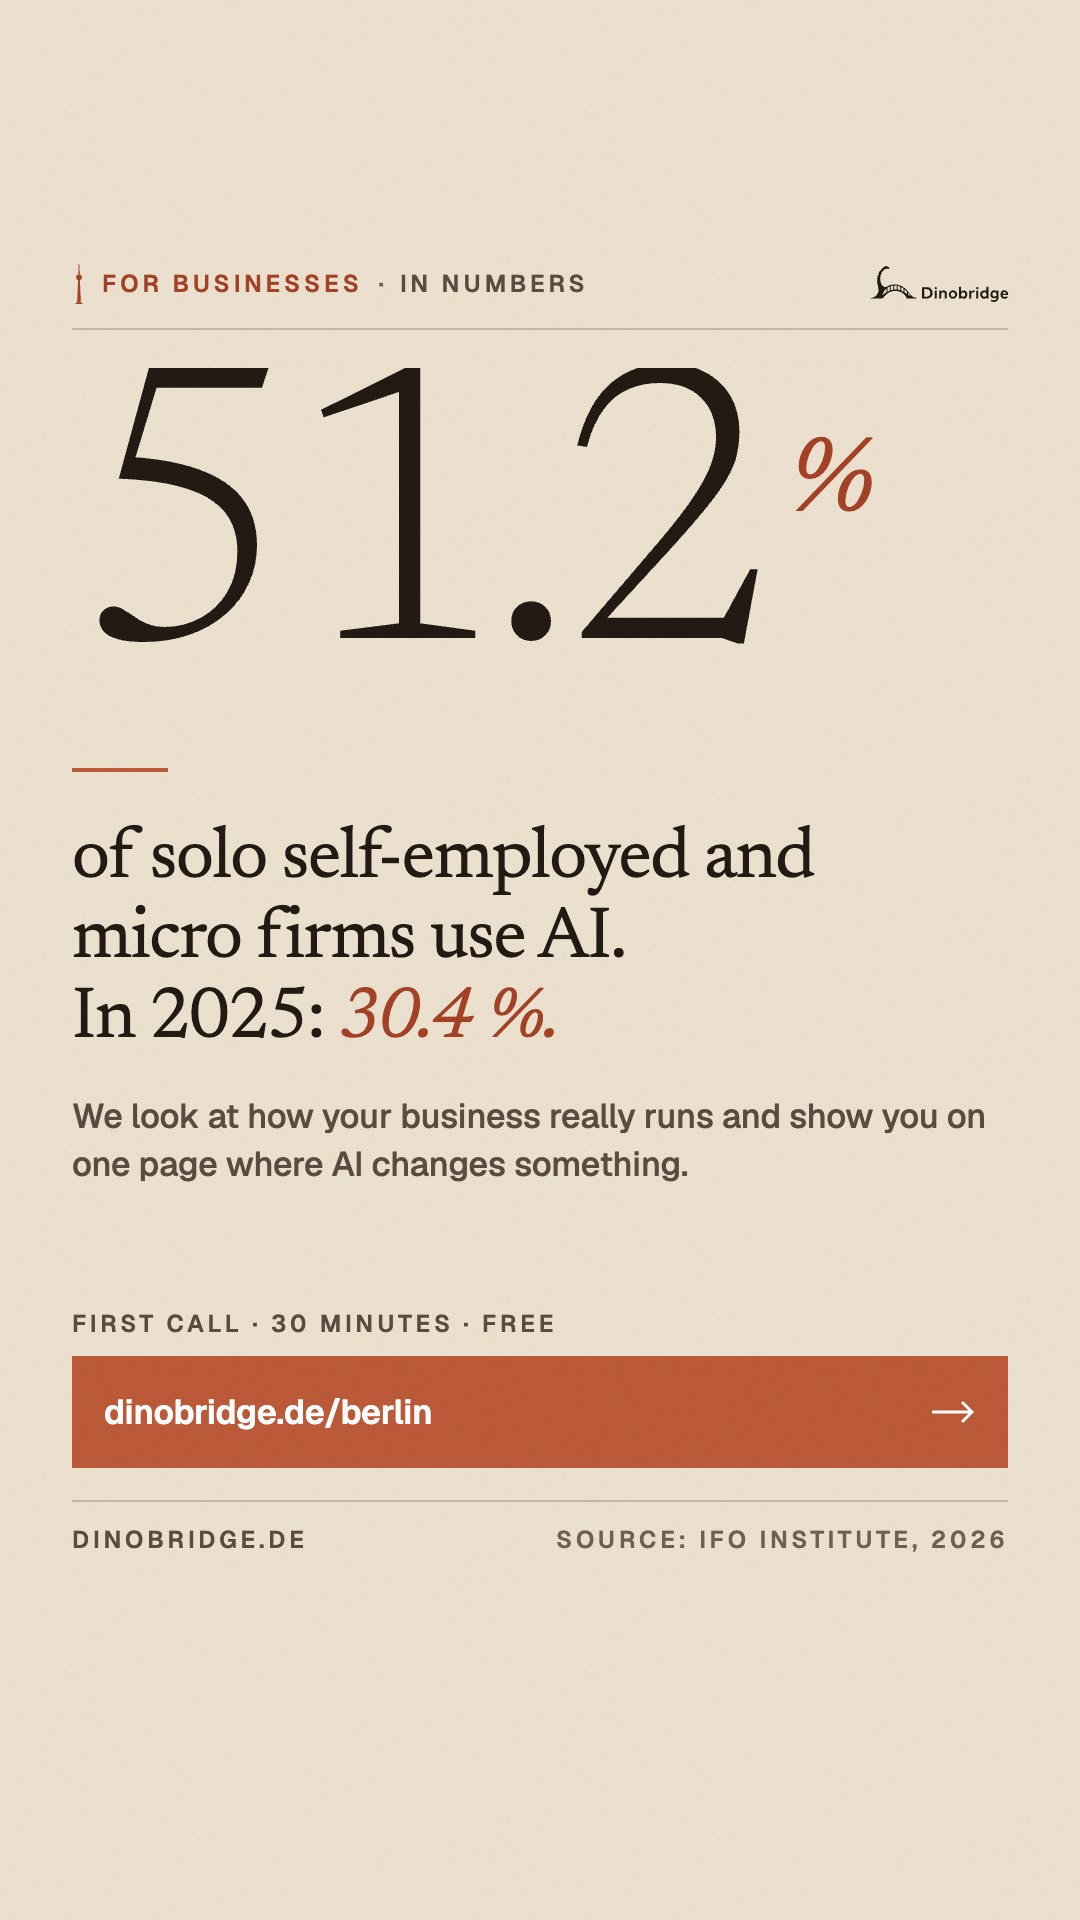 FOR BUSINESSES · IN NUMBERS
Dinobridge
51.2 %
of solo self-employed and
micro firms use AI.
In 2025: 30.4 %.
We look at how your business really runs and show you on
one page where AI changes something.
FIRST CALL · 30 MINUTES · FREE
dinobridge.de/berlin →
DINOBRIDGE.DE
SOURCE: IFO INSTITUTE, 2026